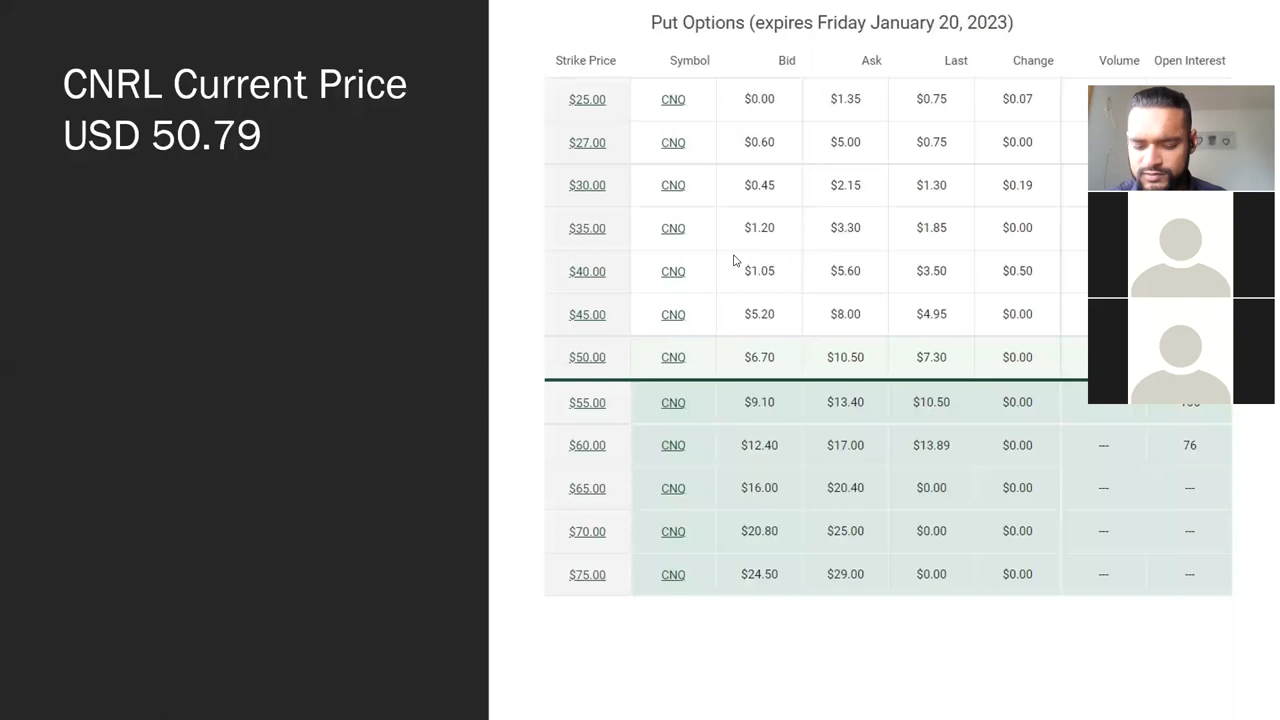 CNRL Current Price
USD 50.79
Put Options (expires Friday January 20, 2023)
Strike Price Symbol Bid Ask Last Change Volume Open Interest
$25.00 CNQ $0.00 $1.35 $0.75 $0.07
$27.00 CNQ $0.60 $5.00 $0.75 $0.00
$30.00 CNQ $0.45 $2.15 $1.30 $0.19
$35.00 CNQ $1.20 $3.30 $1.85 $0.00
$40.00 CNQ $1.05 $5.60 $3.50 $0.50
$45.00 CNQ $5.20 $8.00 $4.95 $0.00
$50.00 CNQ $6.70 $10.50 $7.30 $0.00
$55.00 CNQ $9.10 $13.40 $10.50 $0.00
$60.00 CNQ $12.40 $17.00 $13.89 $0.00 --- 76
$65.00 CNQ $16.00 $20.40 $0.00 $0.00 --- ---
$70.00 CNQ $20.80 $25.00 $0.00 $0.00 --- ---
$75.00 CNQ $24.50 $29.00 $0.00 $0.00 --- ---